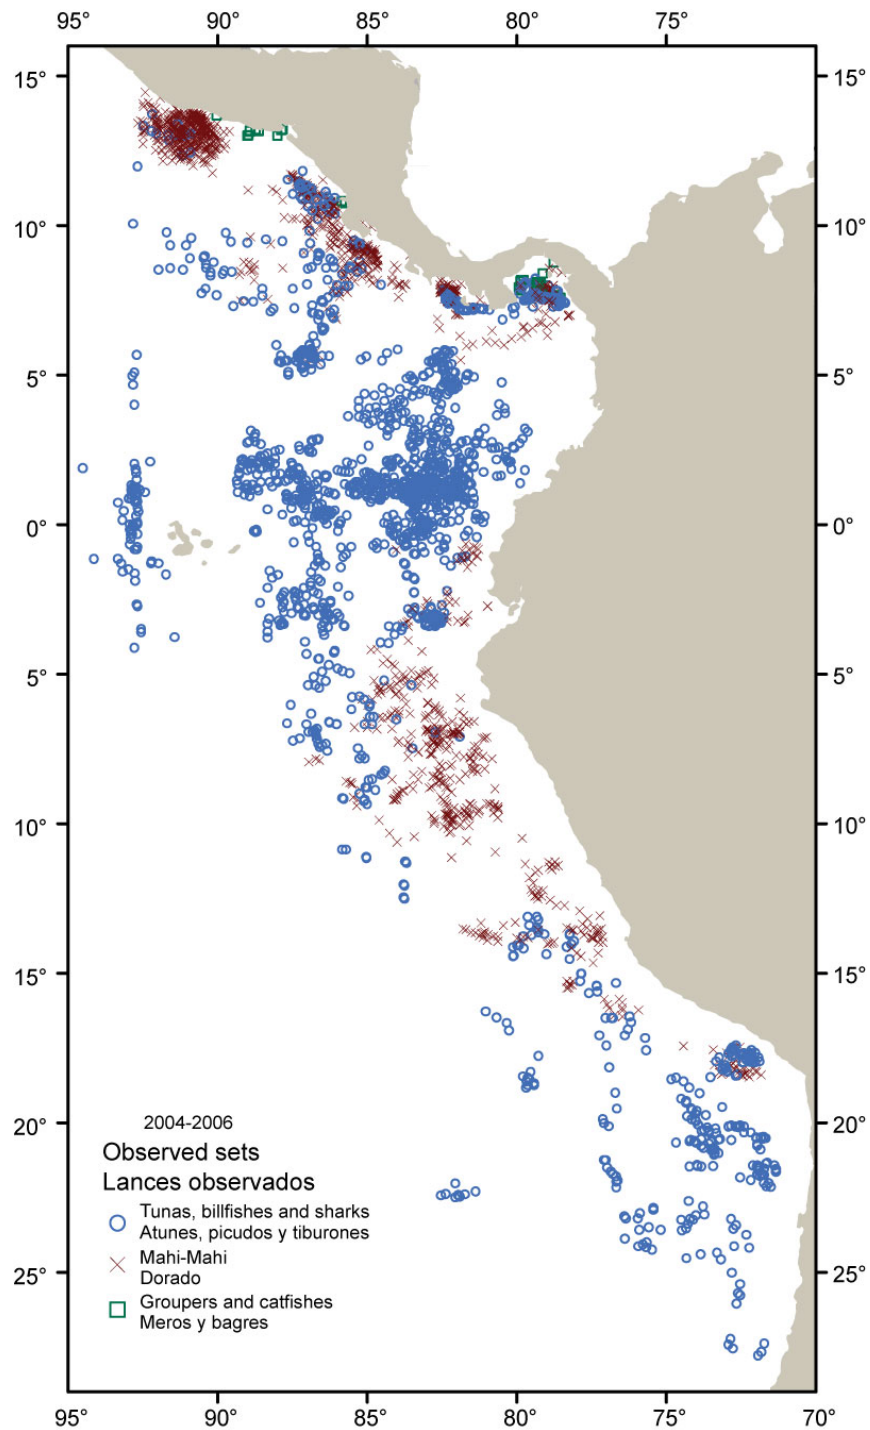 95° 90° 85° 80° 75°
15° 15°
10° 10°
5° 5°
0° 0°
5° 5°
10° 10°
15° 15°
20° 20°
25° 25°
2004-2006
Observed sets
Lances observados
Tunas, billfishes and sharks
Atunes, picudos y tiburones
Mahi-Mahi
Dorado
Groupers and catfishes
Meros y bagres
95° 90° 85° 80° 75° 70°